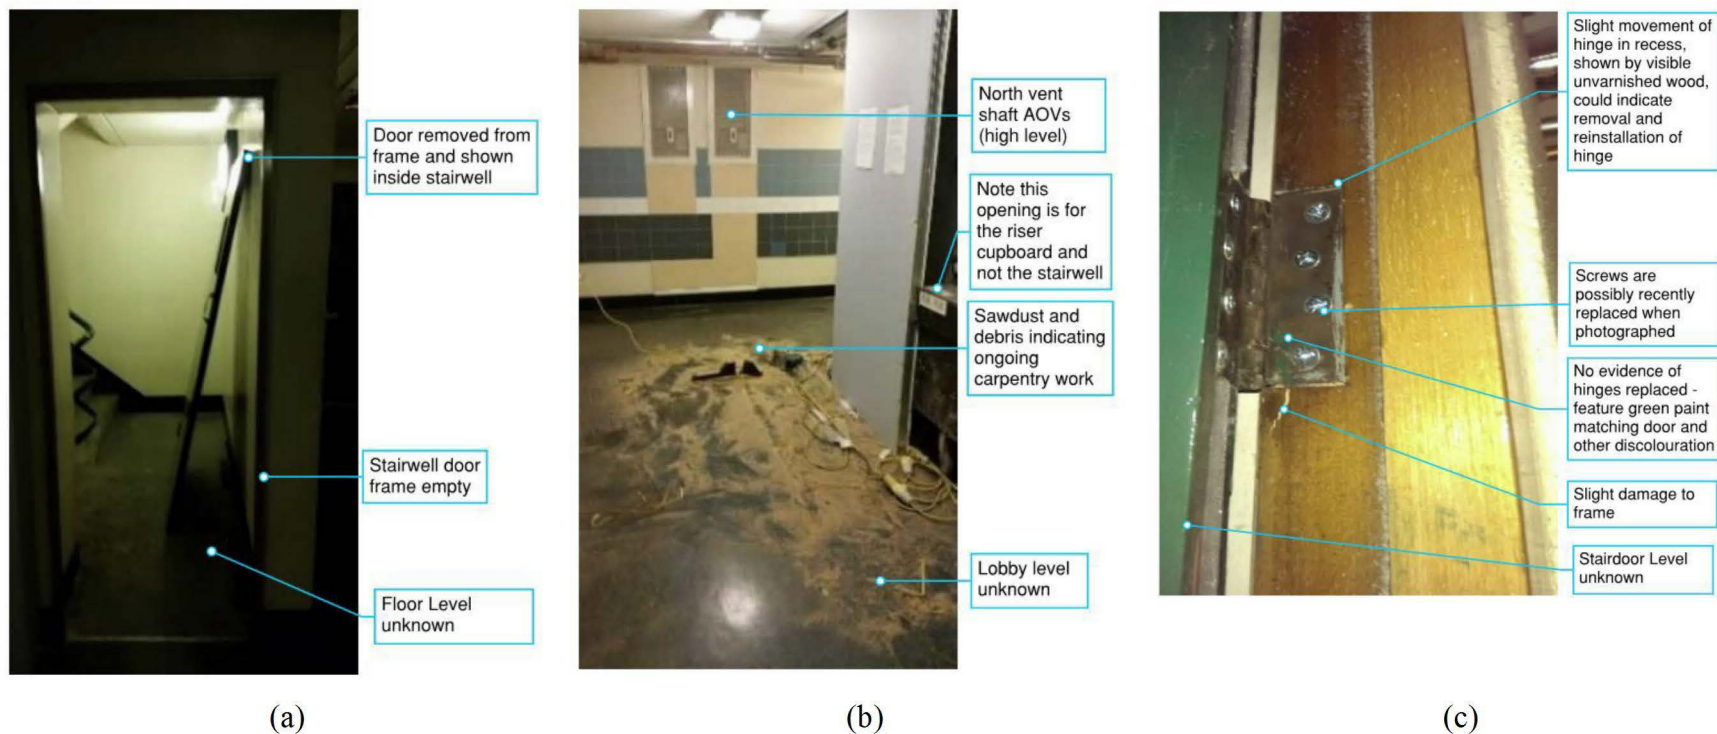 Door removed from
frame and shown
inside stairwell
Stairwell door
frame empty
Floor Level
unknown
(a)
North vent
shaft AOVs
(high level)
Note this
opening is for
the riser
cupboard and
not the stairwell
Sawdust and
debris indicating
ongoing
carpentry work
Lobby level
unknown
(b)
Slight movement of
hinge in recess,
shown by visible
unvarnished wood,
could indicate
removal and
reinstallation of
hinge
Screws are
possibly recently
replaced when
photographed
No evidence of
hinges replaced -
feature green paint
matching door and
other discolouration
Slight damage to
frame
Stairdoor Level
unknown
(c)